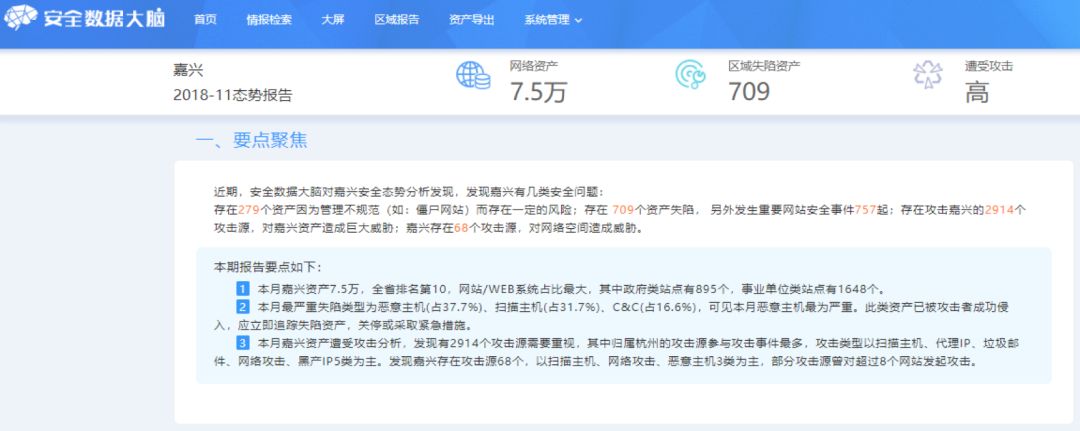 安全数据大脑 首页 情报检索 大屏 区域报告 资产导出 系统管理
嘉兴
2018-11态势报告
网络资产
7.5万
区域失陷资产
709
遭受攻击
高
一、要点聚焦
近期，安全数据大脑对嘉兴安全态势分析发现，发现嘉兴有几类安全问题：
存在279个资产因为管理不规范（如：僵尸网站）而存在一定的风险；存在 709个资产失陷， 另外发生重要网站安全事件757起；存在攻击嘉兴的2914个
攻击源，对嘉兴资产造成巨大威胁；嘉兴存在68个攻击源，对网络空间造成威胁。
本期报告要点如下：
1 本月嘉兴资产7.5万，全省排名第10，网站/WEB系统占比最大，其中政府类站点有895个，事业单位类站点有1648个。
2 本月最严重失陷类型为恶意主机(占37.7%)、扫描主机(占31.7%)、C&C(占16.6%)，可见本月恶意主机最为严重。此类资产已被攻击者成功侵
入，应立即追踪失陷资产，关停或采取紧急措施。
3 本月嘉兴资产遭受攻击分析，发现有2914个攻击源需要重视，其中归属杭州的攻击源参与攻击事件最多，攻击类型以扫描主机、代理IP、垃圾邮
件、网络攻击、黑产IP5类为主。发现嘉兴存在攻击源68个，以扫描主机、网络攻击、恶意主机3类为主，部分攻击源曾对超过8个网站发起攻击。